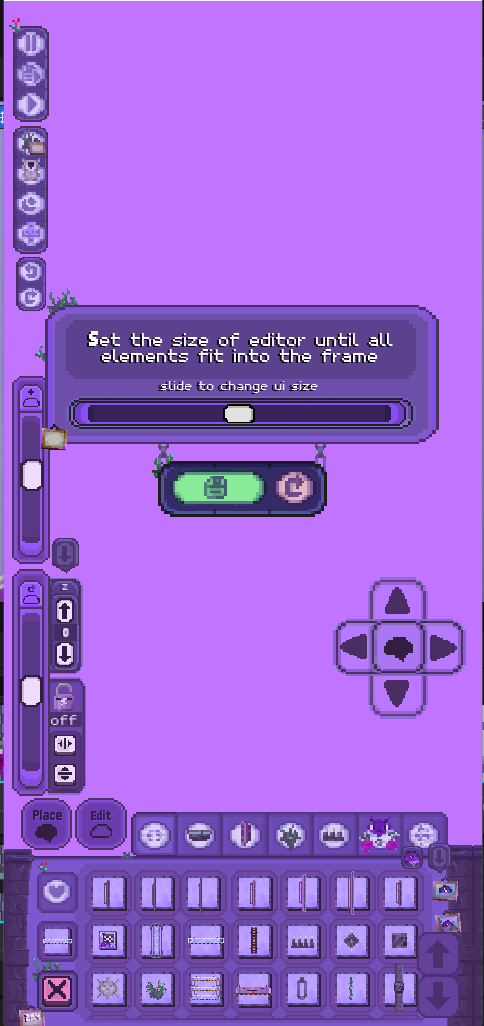 Set the size of editor until all
elements fit into the frame
slide to change ui size
z
0
off
Place
Edit